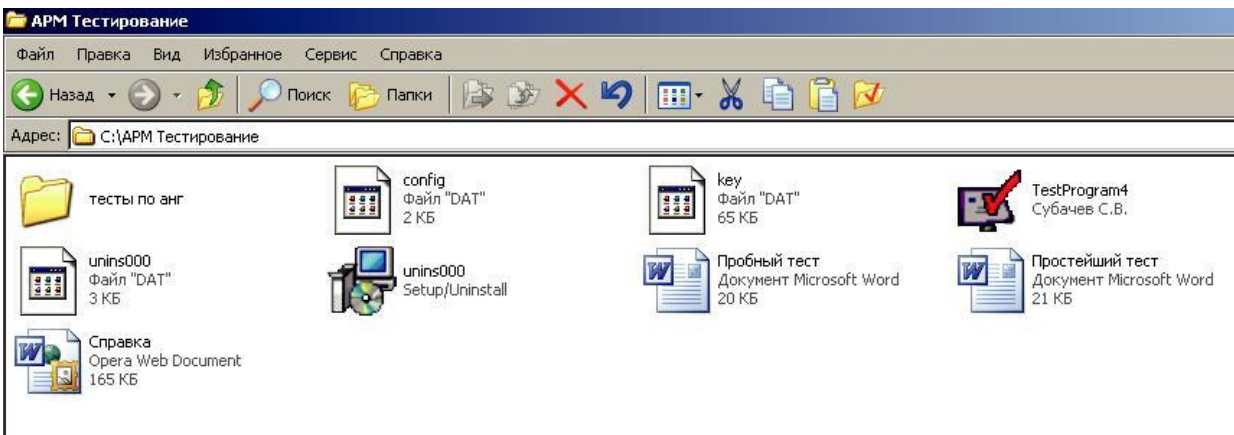 АРМ Тестирование
Файл Правка Вид Избранное Сервис Справка
Назад Поиск Папки
Адрес: C:\АРМ Тестирование
тесты по анг
config
Файл "DAT"
2 КБ
key
Файл "DAT"
65 КБ
TestProgram4
Субачев С.В.
unins000
Файл "DAT"
3 КБ
unins000
Setup/Uninstall
Пробный тест
Документ Microsoft Word
20 КБ
Простейший тест
Документ Microsoft Word
21 КБ
Справка
Opera Web Document
165 КБ